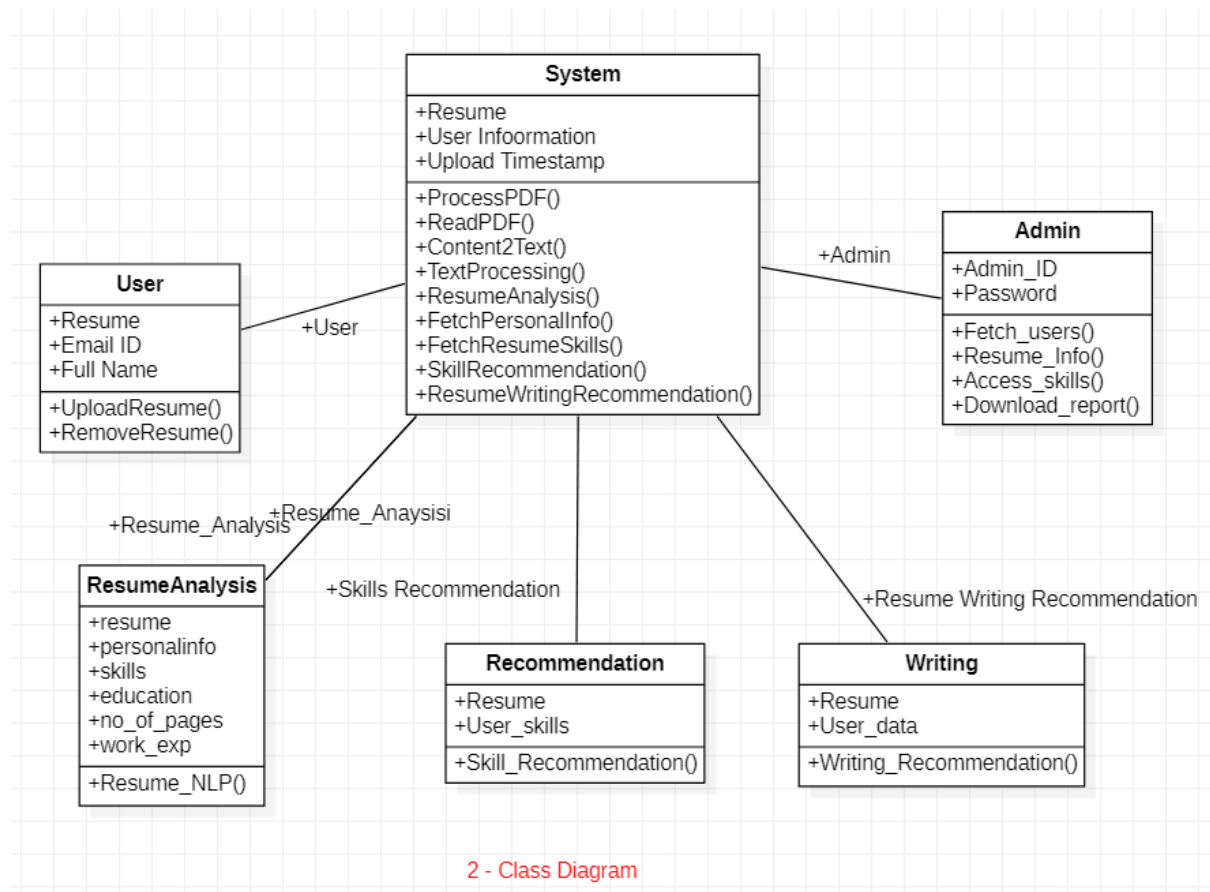 System
+Resume
+User Infoormation
+Upload Timestamp
+ProcessPDF()
+ReadPDF()
+Content2Text()
+TextProcessing()
+ResumeAnalysis()
+FetchPersonalInfo()
+FetchResumeSkills()
+SkillRecommendation()
+ResumeWritingRecommendation()
User
+Resume
+Email ID
+Full Name
+UploadResume()
+RemoveResume()
+User
+Admin
Admin
+Admin_ID
+Password
+Fetch_users()
+Resume_Info()
+Access_skills()
+Download_report()
+Resume_Analysis
+Resume_Anaysisi
+Skills Recommendation
+Resume Writing Recommendation
ResumeAnalysis
+resume
+personalinfo
+skills
+education
+no_of_pages
+work_exp
+Resume_NLP()
Recommendation
+Resume
+User_skills
+Skill_Recommendation()
Writing
+Resume
+User_data
+Writing_Recommendation()
2 - Class Diagram